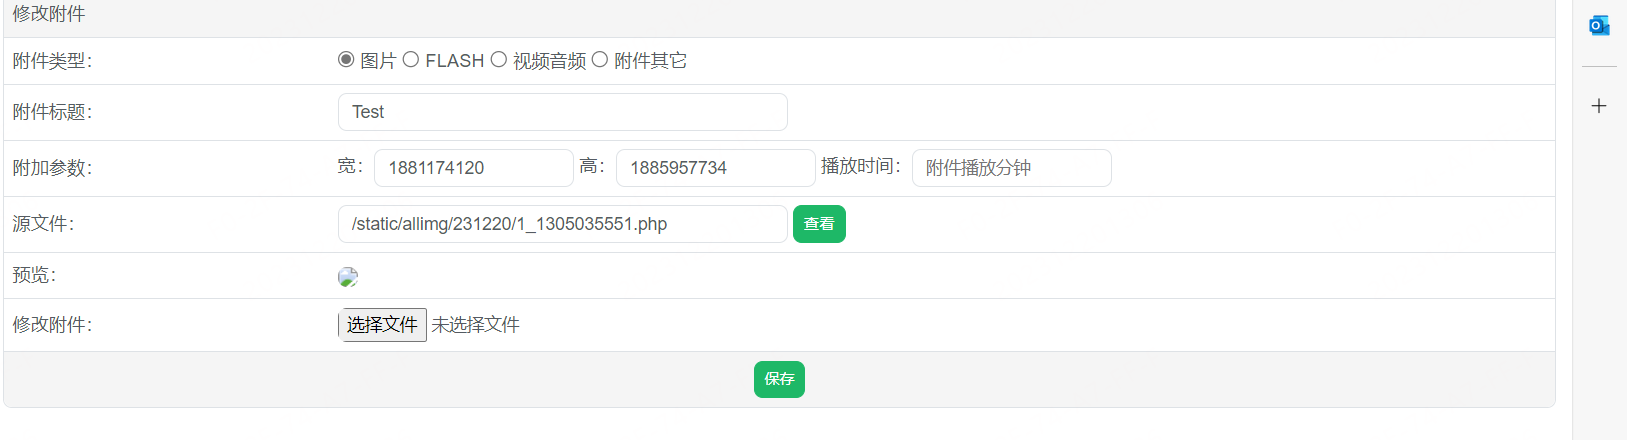 修改附件
附件类型： 图片 FLASH 视频音频 附件其它
附件标题： Test
附加参数： 宽： 1881174120 高： 1885957734 播放时间： 附件播放分钟
源文件： /static/allimg/231220/1_1305035551.php 查看
预览：
修改附件： 选择文件 未选择文件
保存